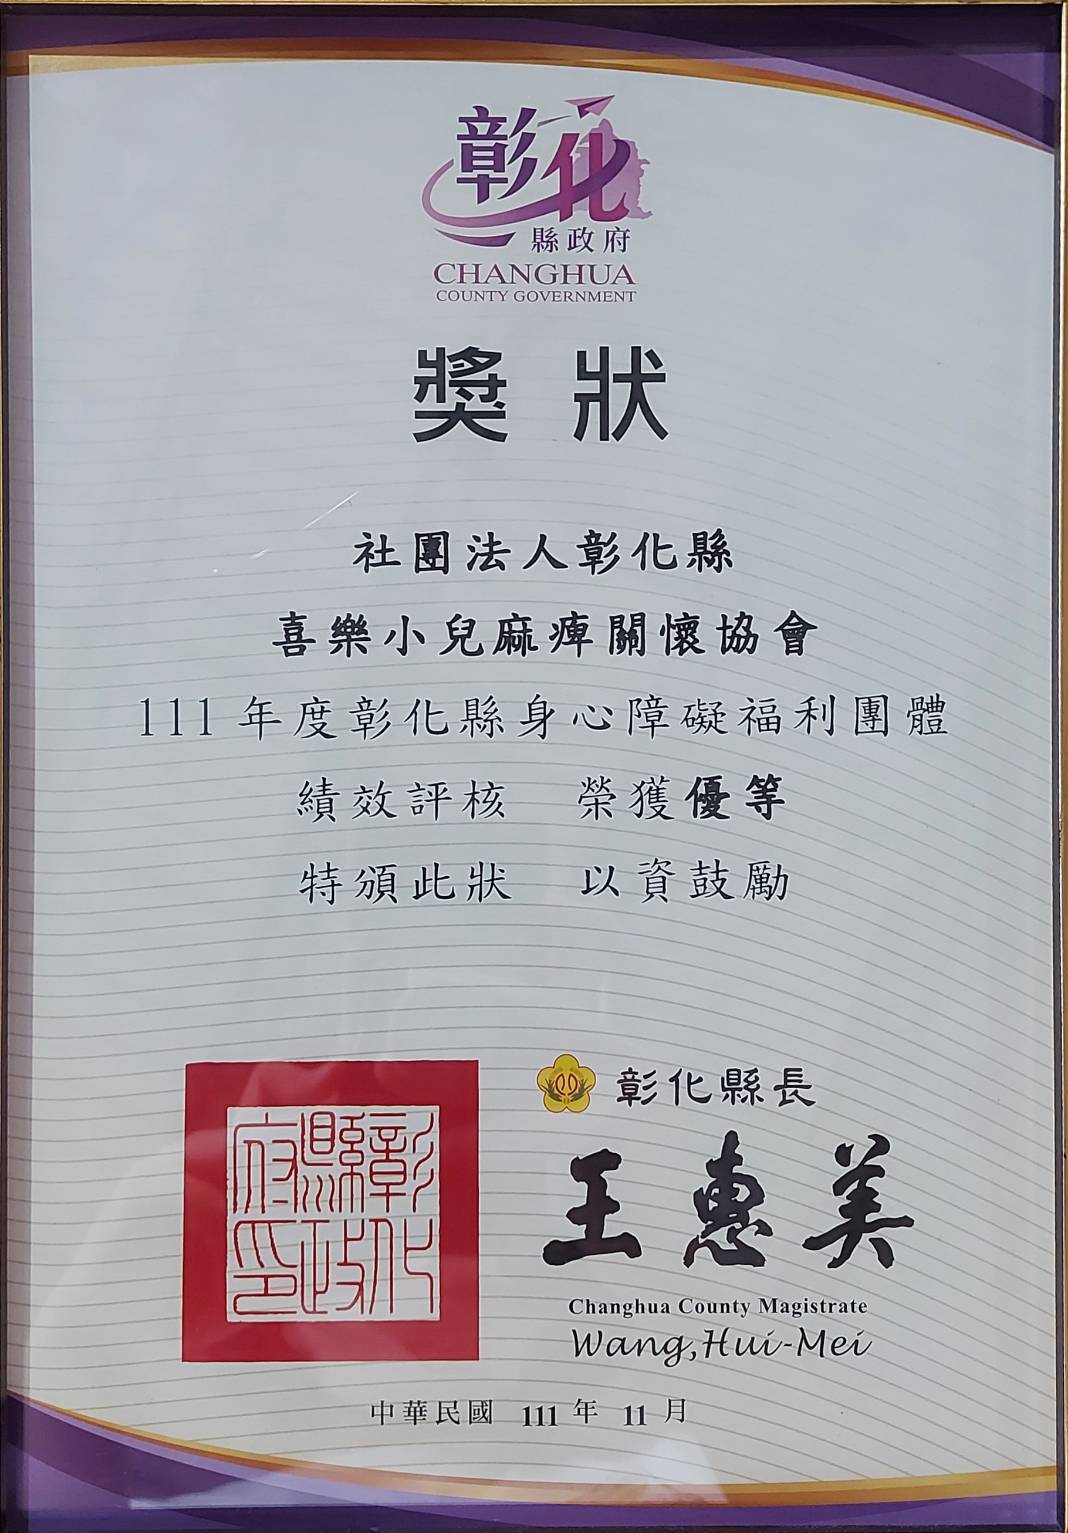 彰化
縣政府
CHANGHUA
COUNTY GOVERNMENT
獎狀
社團法人彰化縣
喜樂小兒麻痺關懷協會
111年度彰化縣身心障礙福利團體
績效評核 榮獲優等
特頒此狀 以資鼓勵
彰化縣政府印
彰化縣長
王惠美
Changhua County Magistrate
Wang,Hui-Mei
中華民國 111 年 11 月